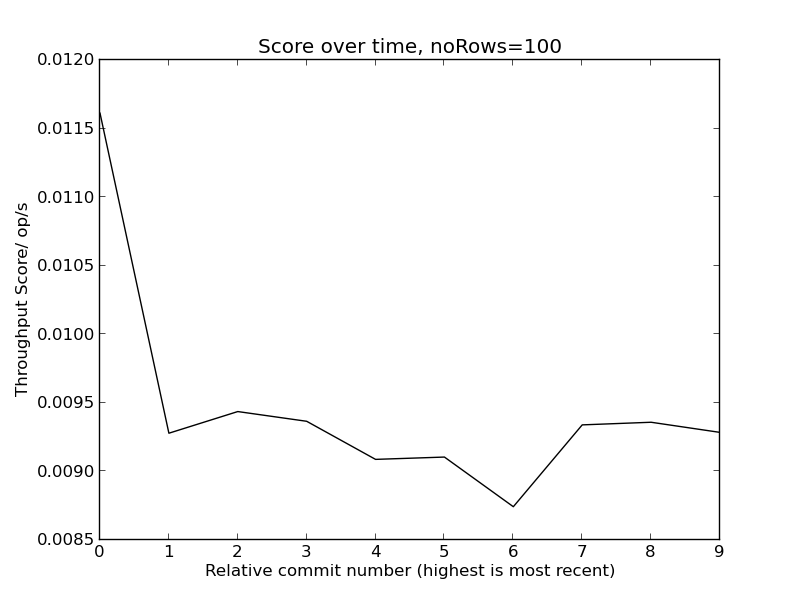 Score over time, noRows=100
0.0120
0.0115
0.0110
0.0105
0.0100
0.0095
0.0090
0.0085
Throughput Score/ op/s
0 1 2 3 4 5 6 7 8 9
Relative commit number (highest is most recent)